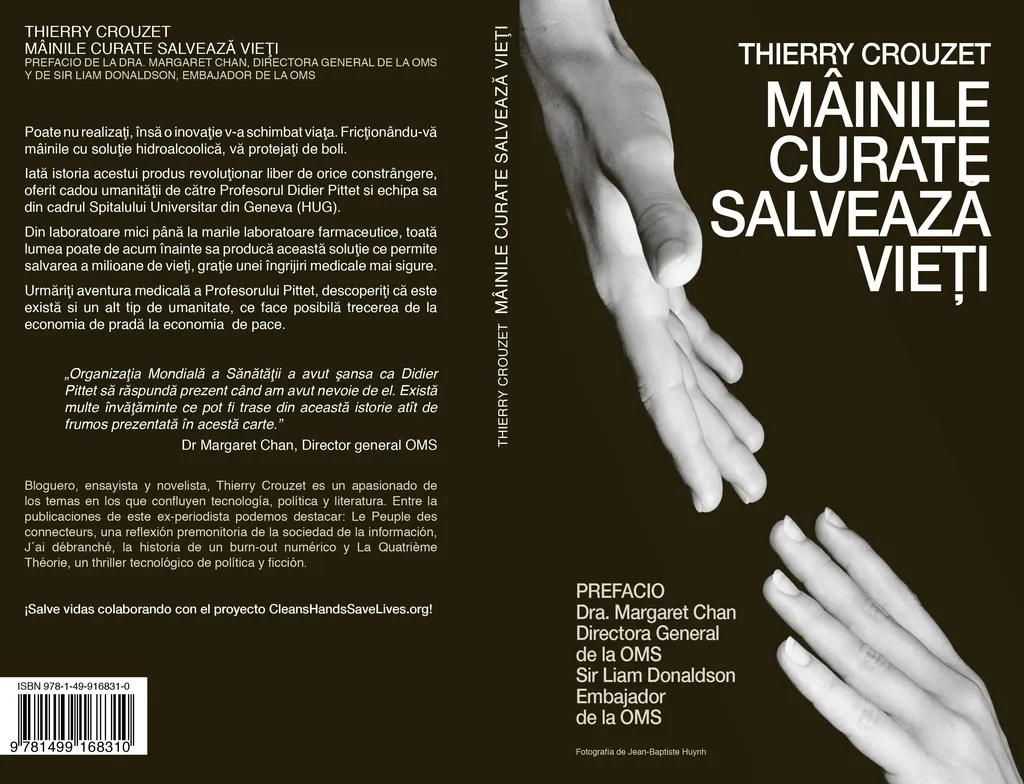 THIERRY CROUZET
MÂINILE CURATE SALVEAZĂ VIEŢI
PREFACIO DE LA DRA. MARGARET CHAN, DIRECTORA GENERAL DE LA OMS
Y DE SIR LIAM DONALDSON, EMBAJADOR DE LA OMS
Poate nu realizaţi, însă o inovaţie v-a schimbat viaţa. Fricţionându-vă
mâinile cu soluţie hidroalcoolică, vă protejaţi de boli.
Iată istoria acestui produs revoluţionar liber de orice constrângere,
oferit cadou umanităţii de către Profesorul Didier Pittet si echipa sa
din cadrul Spitalului Universitar din Geneva (HUG).
Din laboratoare mici până la marile laboratoare farmaceutice, toată
lumea poate de acum înainte sa producă această soluţie ce permite
salvarea a milioane de vieţi, graţie unei îngrijiri medicale mai sigure.
Urmăriţi aventura medicală a Profesorului Pittet, descoperiţi că este
există si un alt tip de umanitate, ce face posibilă trecerea de la
economia de pradă la economia de pace.
„Organizaţia Mondială a Sănătăţii a avut şansa ca Didier
Pittet să răspundă prezent când am avut nevoie de el. Există
multe învăţăminte ce pot fi trase din această istorie atît de
frumos prezentată în acestă carte.”
Dr Margaret Chan, Director general OMS
Bloguero, ensayista y novelista, Thierry Crouzet es un apasionado de
los temas en los que confluyen tecnología, política y literatura. Entre la
publicaciones de este ex-periodista podemos destacar: Le Peuple des
connecteurs, una reflexión premonitoria de la sociedad de la información,
J´ai débranché, la historia de un burn-out numérico y La Quatrième
Théorie, un thriller tecnológico de política y ficción.
¡Salve vidas colaborando con el proyecto CleansHandsSaveLives.org!
ISBN 978-1-49-916831-0
9 781499 168310
THIERRY CROUZET MÂINILE CURATE SALVEAZĂ VIEŢI
THIERRY CROUZET
MÂINILE
CURATE
SALVEAZĂ
VIEȚI
PREFACIO
Dra. Margaret Chan
Directora General
de la OMS
Sir Liam Donaldson
Embajador
de la OMS
Fotografía de Jean-Baptiste Huynh